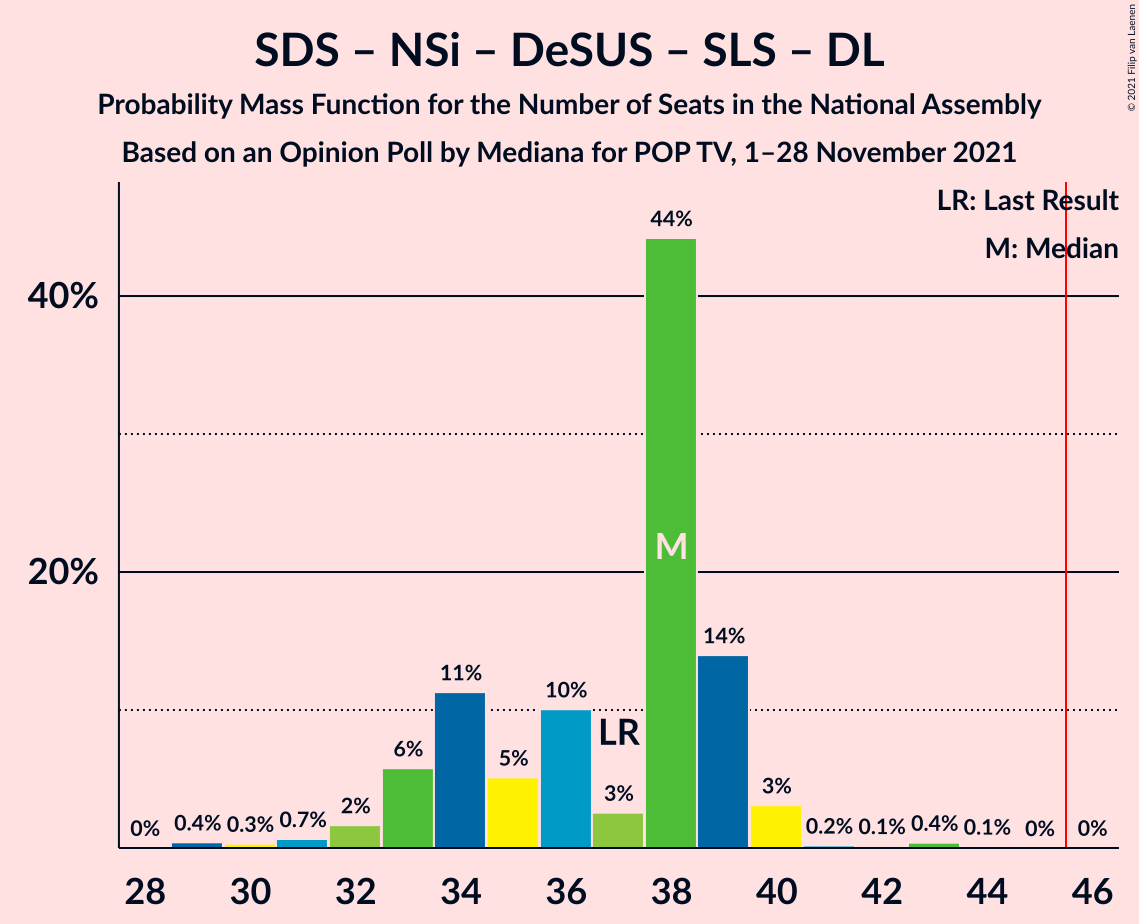 SDS – NSi – DeSUS – SLS – DL
Probability Mass Function for the Number of Seats in the National Assembly
Based on an Opinion Poll by Mediana for POP TV, 1–28 November 2021
© 2021 Filip van Laenen
LR: Last Result
M: Median
44%
40%
M
20%
14%
11%
10%
LR
6%
5%
3%
3%
2%
0%
0.4%
0.3%
0.7%
0.2%
0.1%
0.4%
0.1%
0%
0%
28 30 32 34 36 38 40 42 44 46